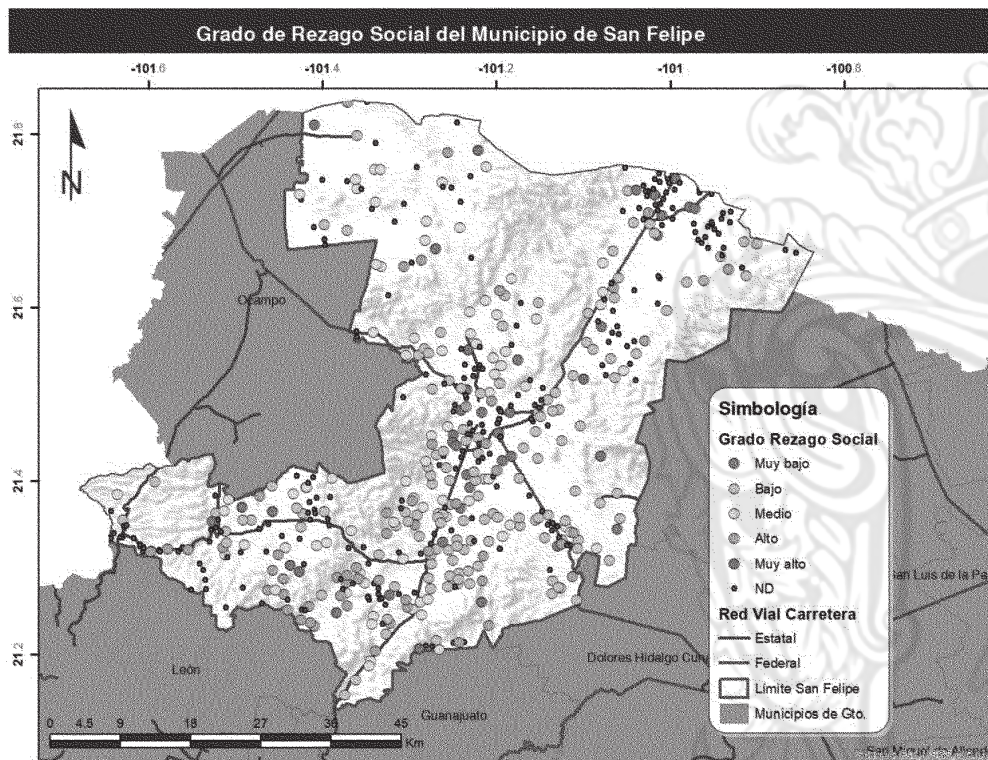 Grado de Rezago Social del Municipio de San Felipe
-101.6 -101.4 -101.2 -101 -100.8
21.8
21.6
21.4
21.2
N
Ocampo
León
Guanajuato
Dolores Hidalgo
San Luis de la
San Miguel de
Simbología
Grado Rezago Social
Muy bajo
Bajo
Medio
Alto
Muy alto
ND
Red Vial Carretera
Estatal
Federal
Límite San Felipe
Municipios de Gto.
0 4.5 9 18 27 36 45
Km